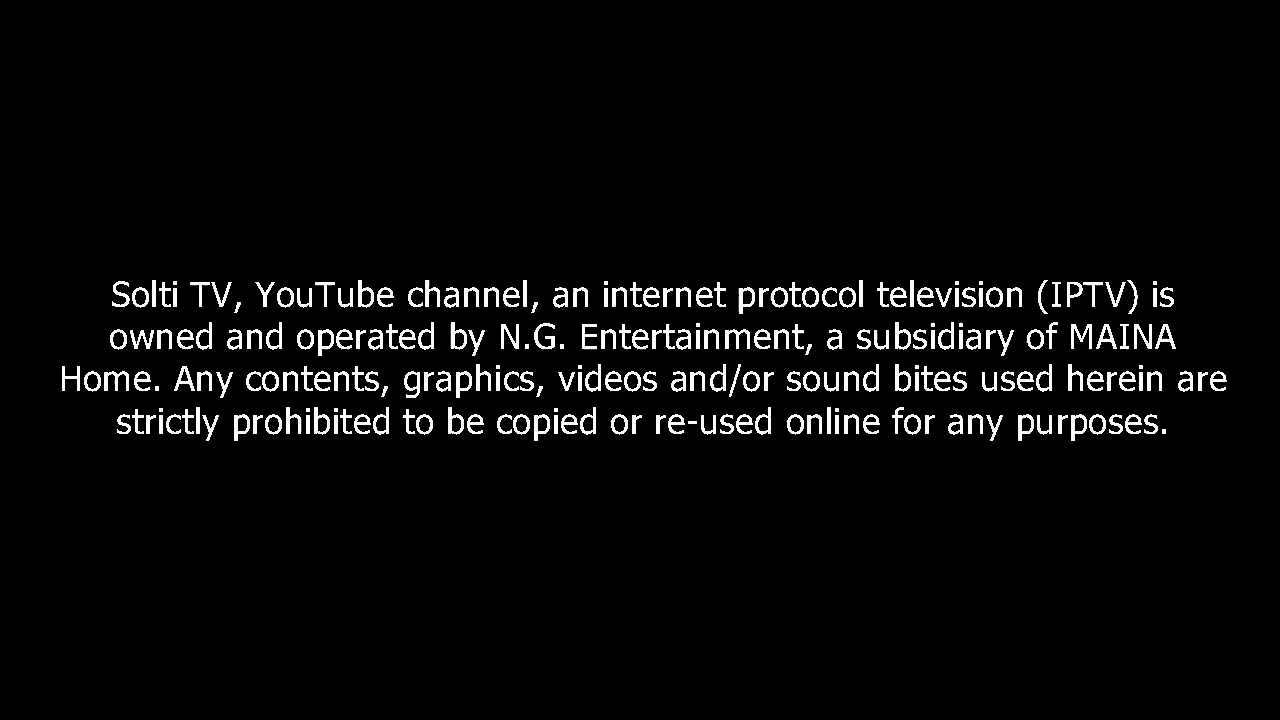 Solti TV, YouTube channel, an internet protocol television (IPTV) is
owned and operated by N.G. Entertainment, a subsidiary of MAINA
Home. Any contents, graphics, videos and/or sound bites used herein are
strictly prohibited to be copied or re-used online for any purposes.